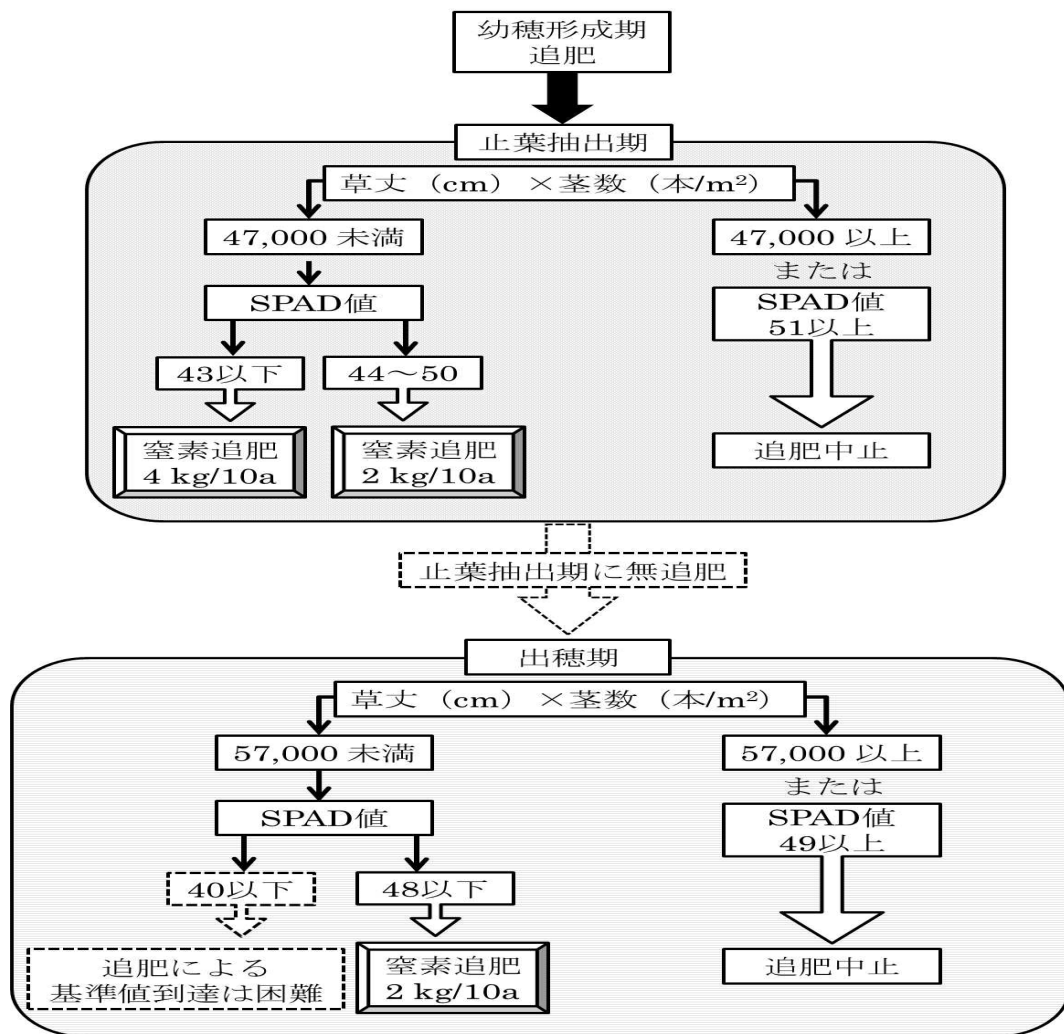 幼穂形成期
追肥
止葉抽出期
草丈（cm）×茎数（本/m²）
47,000 未満
47,000 以上
または
SPAD値
SPAD値
51以上
43以下
44～50
窒素追肥
4 kg/10a
窒素追肥
2 kg/10a
追肥中止
止葉抽出期に無追肥
出穂期
草丈（cm）×茎数（本/m²）
57,000 未満
57,000 以上
または
SPAD値
SPAD値
49以上
40以下
48以下
追肥による
基準値到達は困難
窒素追肥
2 kg/10a
追肥中止